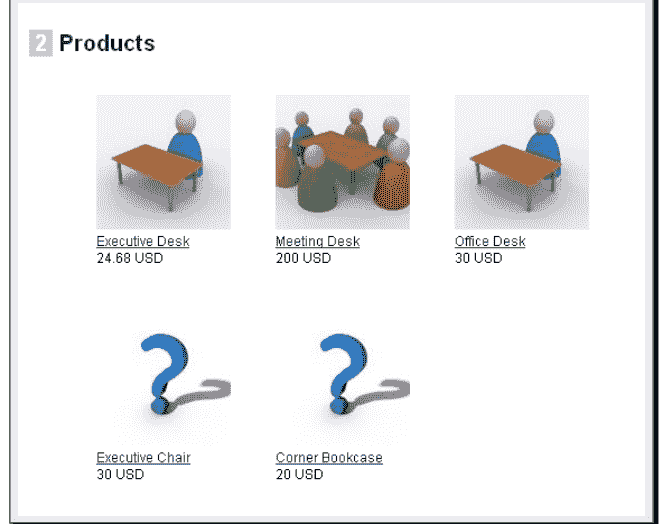 2 Products
Executive Desk
24.68 USD
Meeting Desk
200 USD
Office Desk
30 USD
Executive Chair
30 USD
Corner Bookcase
20 USD